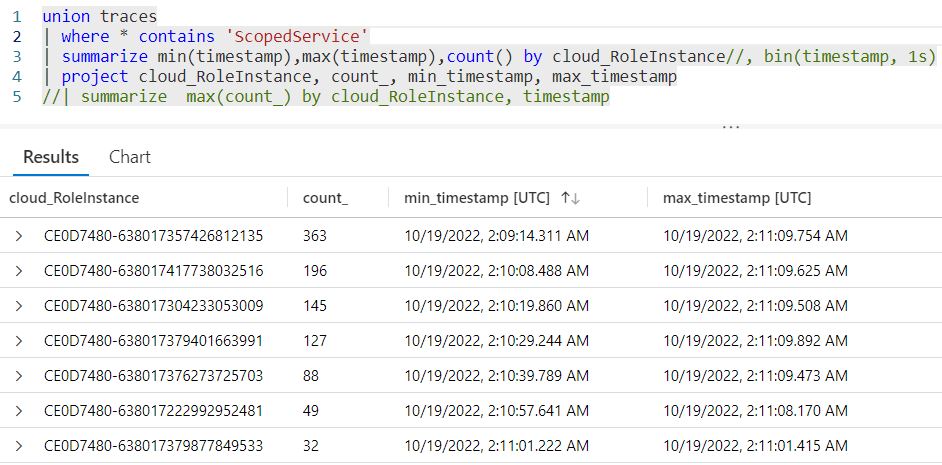 1 union traces
2 | where * contains 'ScopedService'
3 | summarize min(timestamp),max(timestamp),count() by cloud_RoleInstance//, bin(timestamp, 1s)
4 | project cloud_RoleInstance, count_, min_timestamp, max_timestamp
5 //| summarize  max(count_) by cloud_RoleInstance, timestamp
...
Results Chart
cloud_RoleInstance count_ min_timestamp [UTC] ↑↓ max_timestamp [UTC]
> CE0D7480-638017357426812135 363 10/19/2022, 2:09:14.311 AM 10/19/2022, 2:11:09.754 AM
> CE0D7480-638017417738032516 196 10/19/2022, 2:10:08.488 AM 10/19/2022, 2:11:09.625 AM
> CE0D7480-638017304233053009 145 10/19/2022, 2:10:19.860 AM 10/19/2022, 2:11:09.508 AM
> CE0D7480-638017379401663991 127 10/19/2022, 2:10:29.244 AM 10/19/2022, 2:11:09.892 AM
> CE0D7480-638017376273725703 88 10/19/2022, 2:10:39.789 AM 10/19/2022, 2:11:09.473 AM
> CE0D7480-638017222992952481 49 10/19/2022, 2:10:57.641 AM 10/19/2022, 2:11:08.170 AM
> CE0D7480-638017379877849533 32 10/19/2022, 2:11:01.222 AM 10/19/2022, 2:11:01.415 AM